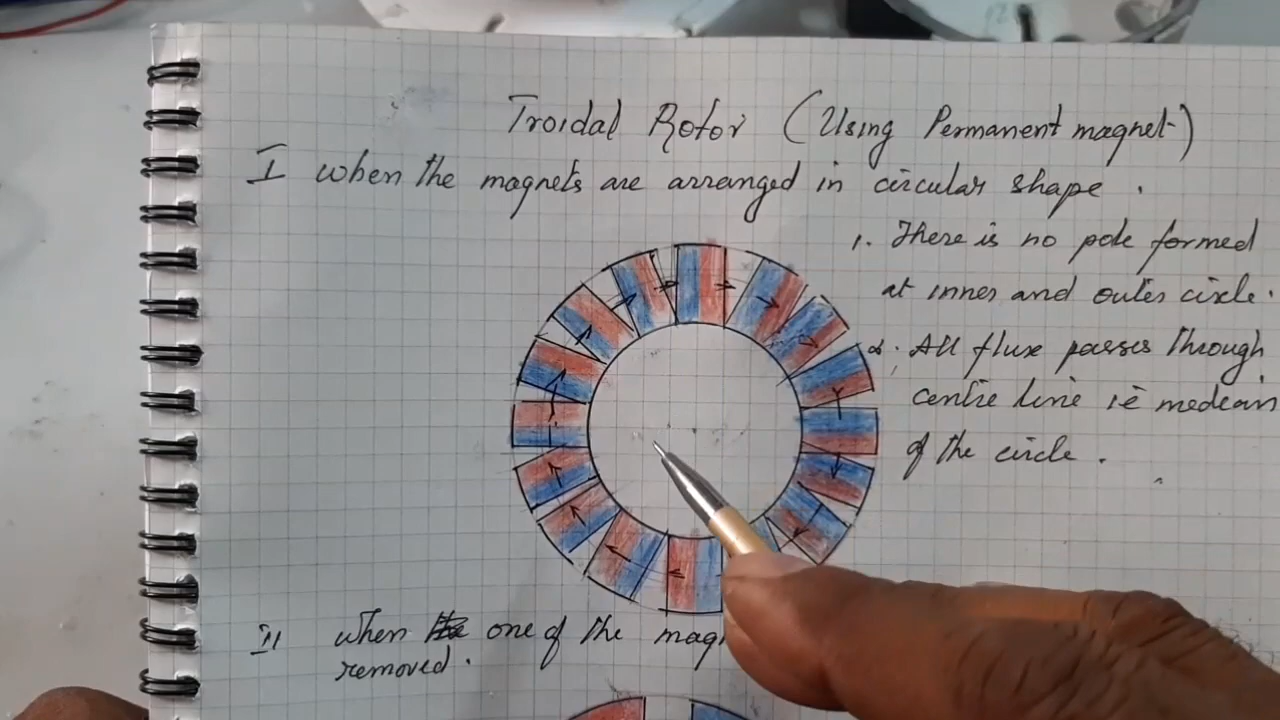 Troidal Rotor (Using Permanent magnet)
I when the magnets are arranged in circular shape .
1. There is no pole formed
at inner and outer circle.
2. All flux passes through
centre line i.e medean
of the circle .
II when one of the mag
removed.